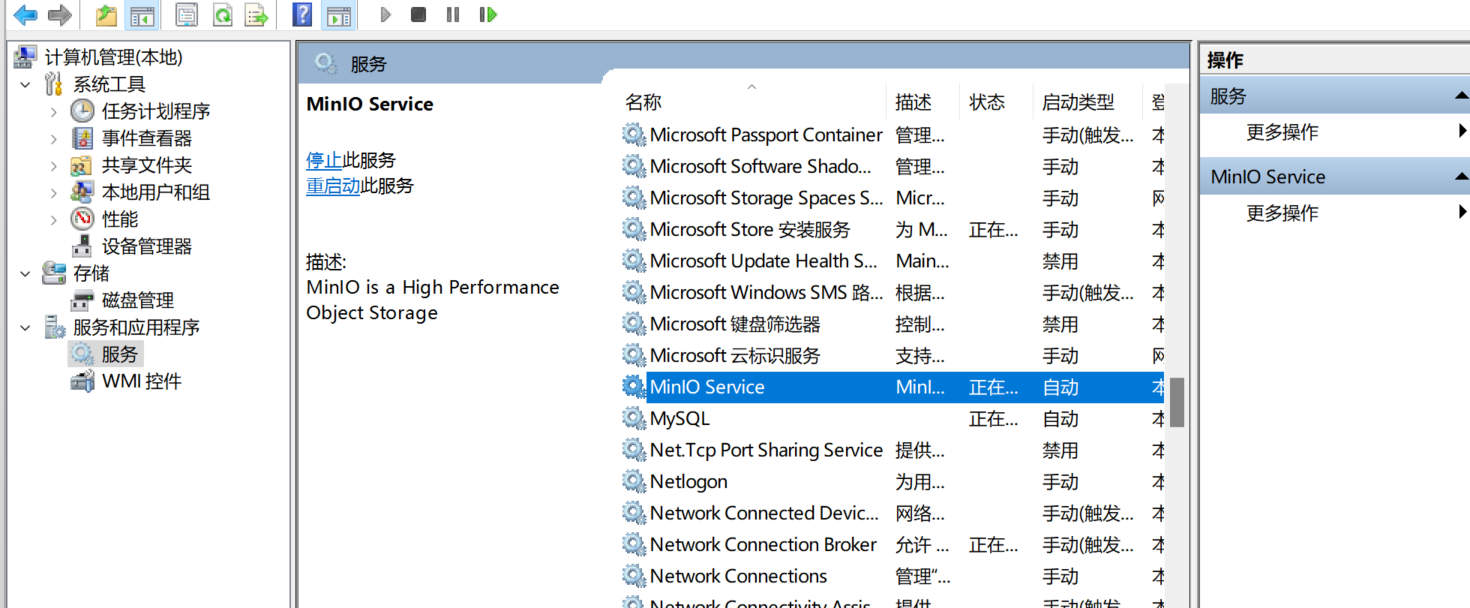 计算机管理(本地)
系统工具
任务计划程序
事件查看器
共享文件夹
本地用户和组
性能
设备管理器
存储
磁盘管理
服务和应用程序
服务
WMI 控件
服务
MinIO Service
停止此服务
重启动此服务
描述:
MinIO is a High Performance
Object Storage
名称 描述 状态 启动类型 登
Microsoft Passport Container 管理... 手动(触发... 本
Microsoft Software Shado... 管理... 手动 本
Microsoft Storage Spaces S... Micr... 手动 网
Microsoft Store 安装服务 为 M... 正在... 手动 本
Microsoft Update Health S... Main... 禁用 本
Microsoft Windows SMS 路... 根据... 手动(触发... 本
Microsoft 键盘筛选器 控制... 禁用 本
Microsoft 云标识服务 支持... 手动 网
MinIO Service MinI... 正在... 自动 本
MySQL 正在... 自动 本
Net.Tcp Port Sharing Service 提供... 禁用 本
Netlogon 为用... 手动 本
Network Connected Devic... 网络... 手动(触发... 本
Network Connection Broker 允许 ... 正在... 手动(触发... 本
Network Connections 管理“... 手动 本
Network Connectivity Assis... 提供... 手动(触发... 本
操作
服务
更多操作
MinIO Service
更多操作